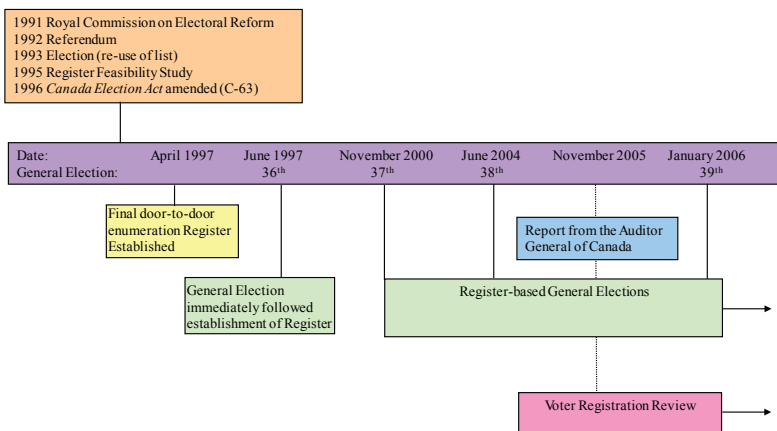 1991 Royal Commission on Electoral Reform
1992 Referendum
1993 Election (re-use of list)
1995 Register Feasibility Study
1996 Canada Election Act amended (C-63)
Date: April 1997 June 1997 November 2000 June 2004 November 2005 January 2006
General Election: 36th 37th 38th 39th
Final door-to-door
enumeration Register
Established
Report from the Auditor
General of Canada
General Election
immediately followed
establishment of Register
Register-based General Elections
Voter Registration Review